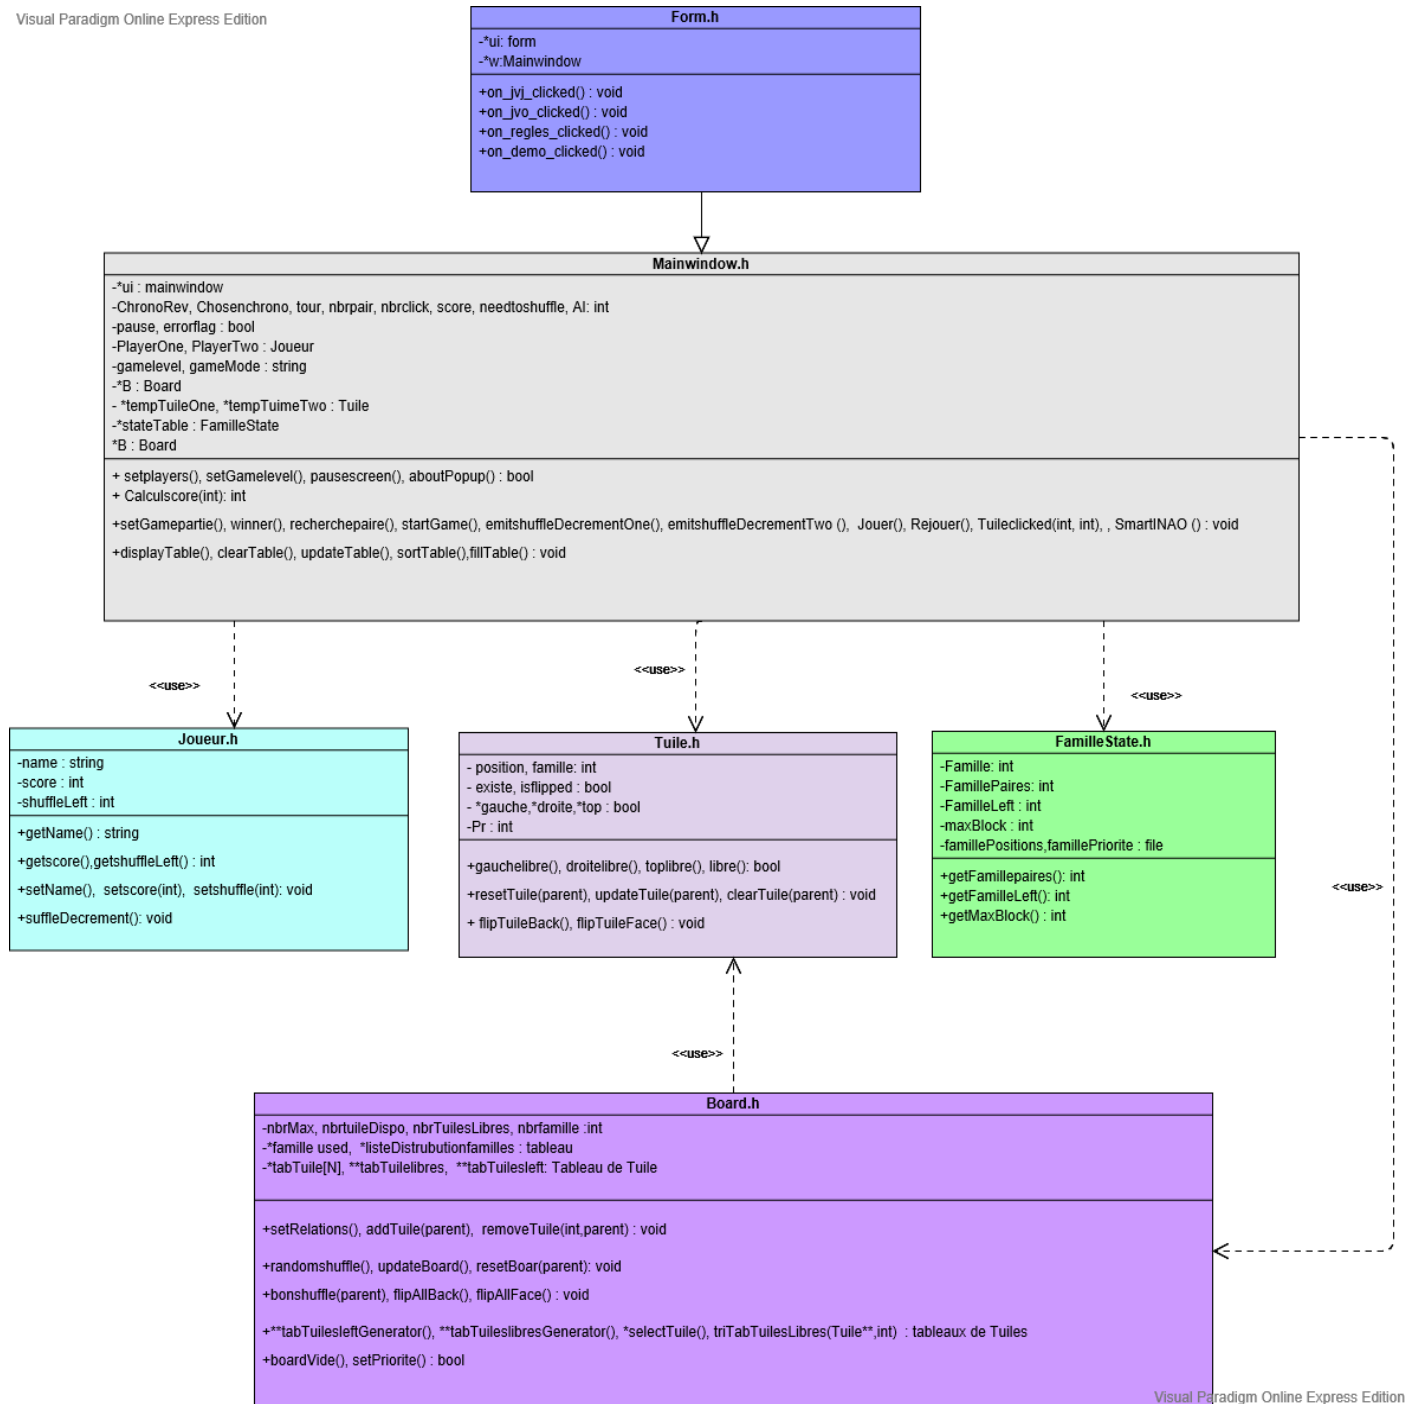 Visual Paradigm Online Express Edition
Form.h
-*ui: form
-*w:Mainwindow
+on_jvj_clicked() : void
+on_jvo_clicked() : void
+on_regles_clicked() : void
+on_demo_clicked() : void
Mainwindow.h
-*ui : mainwindow
-ChronoRev, Chosenchrono, tour, nbrpair, nbrclick, score, needtoshuffle, AI: int
-pause, errorflag : bool
-PlayerOne, PlayerTwo : Joueur
-gamelevel, gameMode : string
-*B : Board
- *tempTuileOne, *tempTuimeTwo : Tuile
-*stateTable : FamilleState
*B : Board
+ setplayers(), setGamelevel(), pausescreen(), aboutPopup() : bool
+ Calculscore(int): int
+setGamepartie(), winner(), recherchepaire(), startGame(), emitshuffleDecrementOne(), emitshuffleDecrementTwo (), Jouer(), Rejouer(), Tuileclicked(int, int), , SmartINAO () : void
+displayTable(), clearTable(), updateTable(), sortTable(),fillTable() : void
<<use>>
<<use>>
<<use>>
Joueur.h
-name : string
-score : int
-shuffleLeft : int
+getName() : string
+getscore(),getshuffleLeft() : int
+setName(), setscore(int), setshuffle(int): void
+suffleDecrement(): void
Tuile.h
- position, famille: int
- existe, isflipped : bool
- *gauche,*droite,*top : bool
-Pr : int
+gauchelibre(), droitelibre(), toplibre(), libre(): bool
+resetTuile(parent), updateTuile(parent), clearTuile(parent) : void
+ flipTuileBack(), flipTuileFace() : void
FamilleState.h
-Famille: int
-FamillePaires: int
-FamilleLeft : int
-maxBlock : int
-famillePositions,famillePriorite : file
+getFamillepaires(): int
+getFamilleLeft(): int
+getMaxBlock() : int
<<use>>
<<use>>
Board.h
-nbrMax, nbrtuileDispo, nbrTuilesLibres, nbrfamille :int
-*famille used, *listeDistrubutionfamilles : tableau
-*tabTuile[N], **tabTuilelibres, **tabTuilesleft: Tableau de Tuile
+setRelations(), addTuile(parent), removeTuile(int,parent) : void
+randomshuffle(), updateBoard(), resetBoar(parent): void
+bonshuffle(parent), flipAllBack(), flipAllFace() : void
+**tabTuilesleftGenerator(), **tabTuileslibresGenerator(), *selectTuile(), triTabTuilesLibres(Tuile**,int) : tableaux de Tuiles
+boardVide(), setPriorite() : bool
Visual Paradigm Online Express Edition